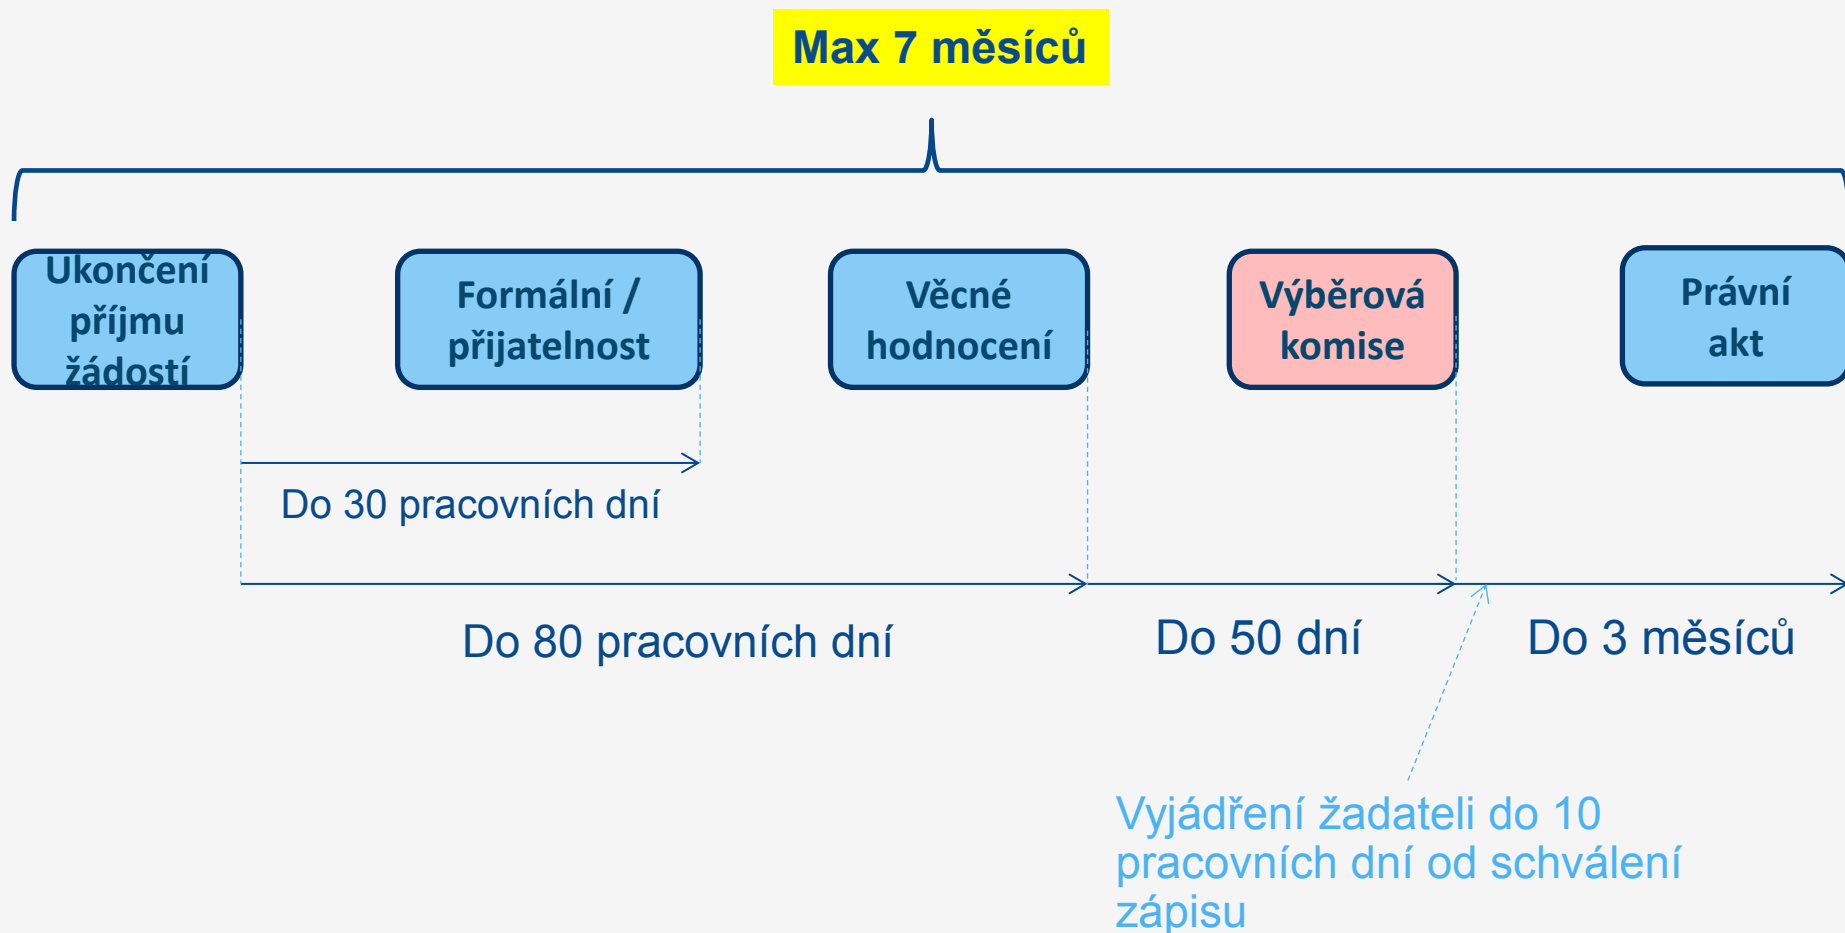 Max 7 měsíců
Ukončení
příjmu
žádostí
Formální /
přijatelnost
Věcné
hodnocení
Výběrová
komise
Právní
akt
Do 30 pracovních dní
Do 80 pracovních dní
Do 50 dní
Do 3 měsíců
Vyjádření žadateli do 10
pracovních dní od schválení
zápisu